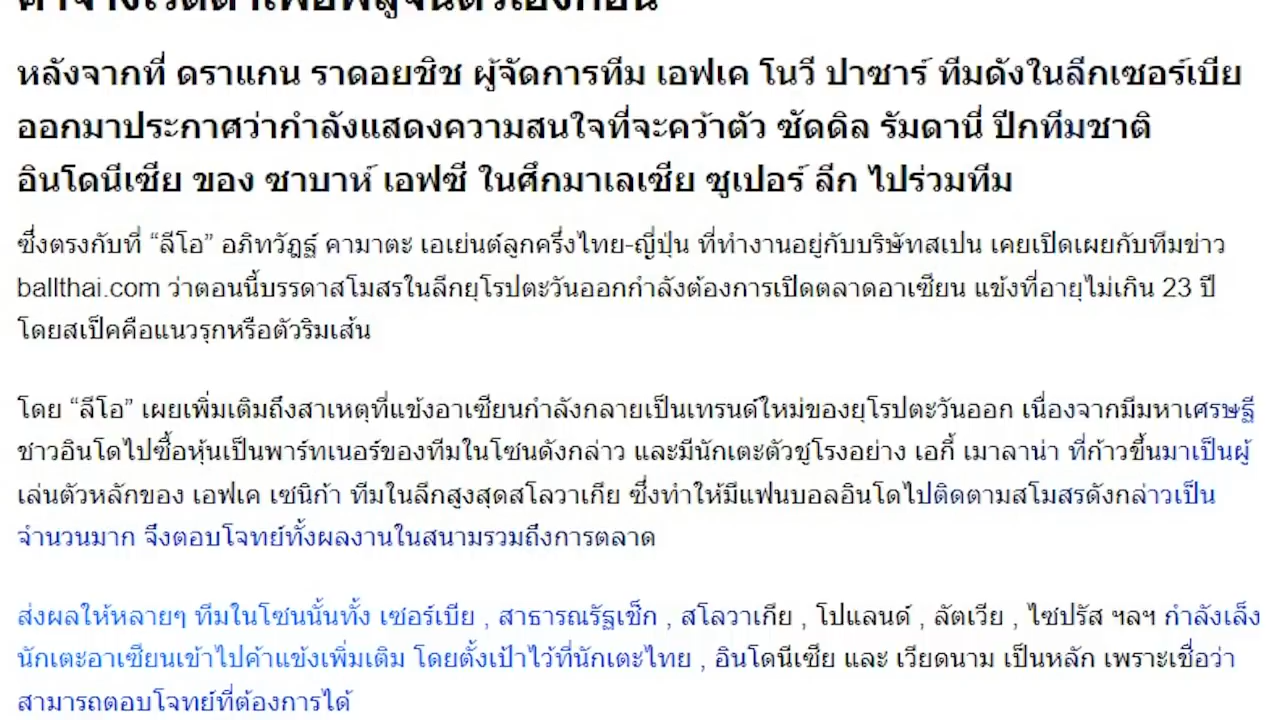 ค่าจ้างไว้ต่ำเพื่อพิสูจน์ตัวเองก่อน
หลังจากที่ ดราแกน ราดอยชิช ผู้จัดการทีม เอฟเค โนวี ปาซาร์ ทีมดังในลีกเซอร์เบีย
ออกมาประกาศว่ากำลังแสดงความสนใจที่จะคว้าตัว ซัดดิล รัมดานี่ ปีกทีมชาติ
อินโดนีเซีย ของ ซาบาห์ เอฟซี ในศึกมาเลเซีย ซูเปอร์ ลีก ไปร่วมทีม
ซึ่งตรงกับที่ “ลีโอ” อภิทวัฎฐ์ คามาตะ เอเย่นต์ลูกครึ่งไทย-ญี่ปุ่น ที่ทำงานอยู่กับบริษัทสเปน เคยเปิดเผยกับทีมข่าว
ballthai.com ว่าตอนนี้บรรดาสโมสรในลีกยุโรปตะวันออกกำลังต้องการเปิดตลาดอาเซียน แข้งที่อายุไม่เกิน 23 ปี
โดยสเป็คคือแนวรุกหรือตัวริมเส้น
โดย “ลีโอ” เผยเพิ่มเติมถึงสาเหตุที่แข้งอาเซียนกำลังกลายเป็นเทรนด์ใหม่ของยุโรปตะวันออก เนื่องจากมีมหาเศรษฐี
ชาวอินโดไปซื้อหุ้นเป็นพาร์ทเนอร์ของทีมในโซนดังกล่าว และมีนักเตะตัวชูโรงอย่าง เอกี้ เมาลาน่า ที่ก้าวขึ้นมาเป็นผู้
เล่นตัวหลักของ เอฟเค เซนิก้า ทีมในลีกสูงสุดสโลวาเกีย ซึ่งทำให้มีแฟนบอลอินโดไปติดตามสโมสรดังกล่าวเป็น
จำนวนมาก จึงตอบโจทย์ทั้งผลงานในสนามรวมถึงการตลาด
ส่งผลให้หลายๆ ทีมในโซนนั้นทั้ง เซอร์เบีย , สาธารณรัฐเช็ก , สโลวาเกีย , โปแลนด์ , ลัตเวีย , ไซปรัส ฯลฯ กำลังเล็ง
นักเตะอาเซียนเข้าไปค้าแข้งเพิ่มเติม โดยตั้งเป้าไว้ที่นักเตะไทย , อินโดนีเซีย และ เวียดนาม เป็นหลัก เพราะเชื่อว่า
สามารถตอบโจทย์ที่ต้องการได้